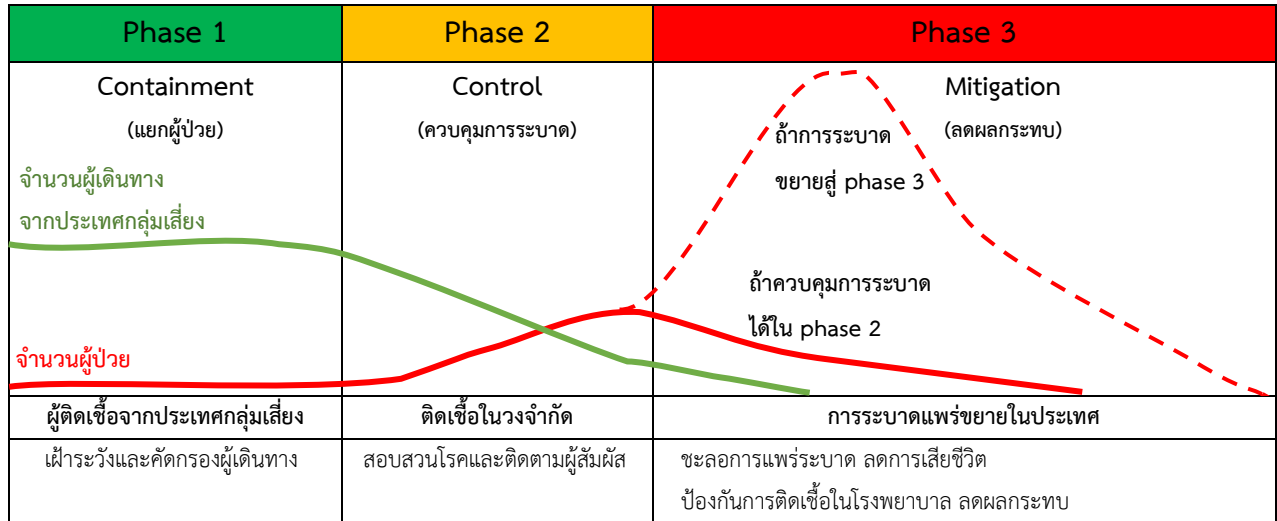 Phase 1
Phase 2
Phase 3
Containment
(แยกผู้ป่วย)
Control
(ควบคุมการระบาด)
Mitigation
(ลดผลกระทบ)
ถ้าการระบาด
ขยายสู่ phase 3
จำนวนผู้เดินทาง
จากประเทศกลุ่มเสี่ยง
ถ้าควบคุมการระบาด
ได้ใน phase 2
จำนวนผู้ป่วย
ผู้ติดเชื้อจากประเทศกลุ่มเสี่ยง
ติดเชื้อในวงจำกัด
การระบาดแพร่ขยายในประเทศ
เฝ้าระวังและคัดกรองผู้เดินทาง
สอบสวนโรคและติดตามผู้สัมผัส
ชะลอการแพร่ระบาด ลดการเสียชีวิต
ป้องกันการติดเชื้อในโรงพยาบาล ลดผลกระทบ